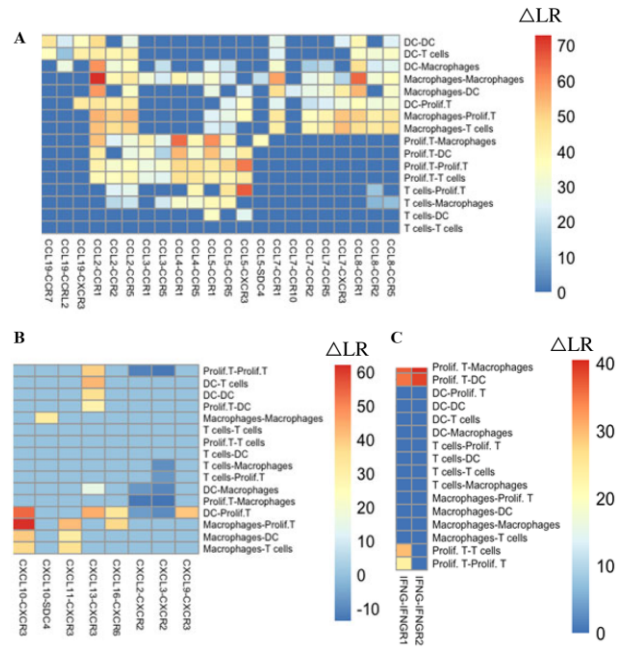 A
△LR
DC-DC
DC-T cells
DC-Macrophages
Macrophages-Macrophages
Macrophages-DC
DC-Prolif.T
Macrophages-Prolif.T
Macrophages-T cells
Prolif.T-Macrophages
Prolif.T-DC
Prolif.T-Prolif.T
Prolif.T-T cells
T cells-Prolif.T
T cells-Macrophages
T cells-DC
T cells-T cells
70
60
50
40
30
20
10
0
CCL19-CCR7
CCL19-CCRL2
CCL19-CXCR3
CCL2-CCR1
CCL2-CCR2
CCL2-CCR5
CCL3-CCR1
CCL3-CCR5
CCL4-CCR1
CCL4-CCR5
CCL5-CCR1
CCL5-CCR5
CCL5-CXCR3
CCL5-SDC4
CCL7-CCR1
CCL7-CCR10
CCL7-CCR2
CCL7-CCR5
CCL7-CXCR3
CCL8-CCR1
CCL8-CCR2
CCL8-CCR5
B
△LR
Prolif.T-Prolif.T
DC-T cells
DC-DC
Prolif.T-DC
Macrophages-Macrophages
T cells-T cells
Prolif.T-T cells
T cells-DC
T cells-Macrophages
T cells-Prolif.T
DC-Macrophages
Prolif.T-Macrophages
DC-Prolif.T
Macrophages-Prolif.T
Macrophages-DC
Macrophages-T cells
60
50
40
30
20
10
0
-10
CXCL10-CXCR3
CXCL10-SDC4
CXCL11-CXCR3
CXCL13-CXCR3
CXCL16-CXCR6
CXCL2-CXCR2
CXCL3-CXCR2
CXCL9-CXCR3
C
△LR
Prolif. T-Macrophages
Prolif. T-DC
DC-Prolif. T
DC-DC
DC-T cells
DC-Macrophages
T cells-Prolif. T
T cells-DC
T cells-T cells
T cells-Macrophages
Macrophages-Prolif. T
Macrophages-DC
Macrophages-Macrophages
Macrophages-T cells
Prolif. T-T cells
Prolif. T-Prolif. T
40
30
20
10
0
IFNG-IFNGR1
IFNG-IFNGR2